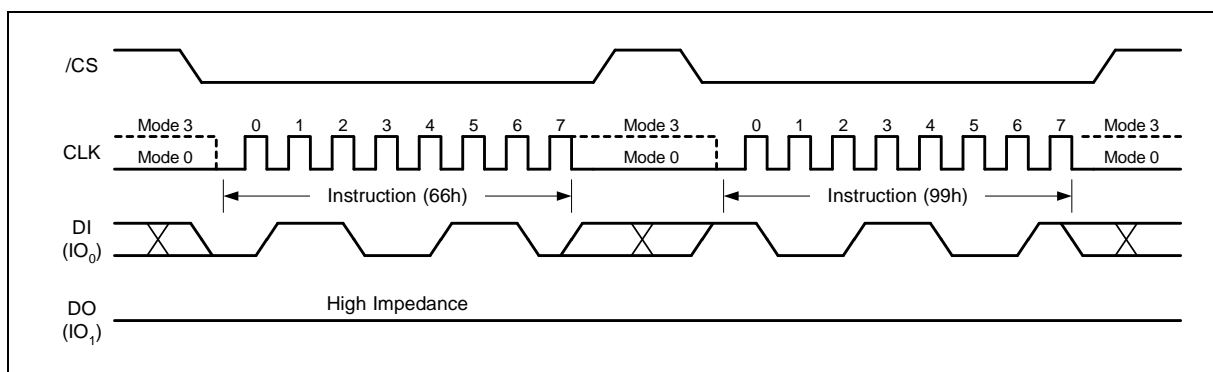 /CS
Mode 3 0 1 2 3 4 5 6 7 Mode 3 0 1 2 3 4 5 6 7 Mode 3
CLK Mode 0 Mode 0 Mode 0
Instruction (66h) Instruction (99h)
DI
(IO0)
DO High Impedance
(IO1)